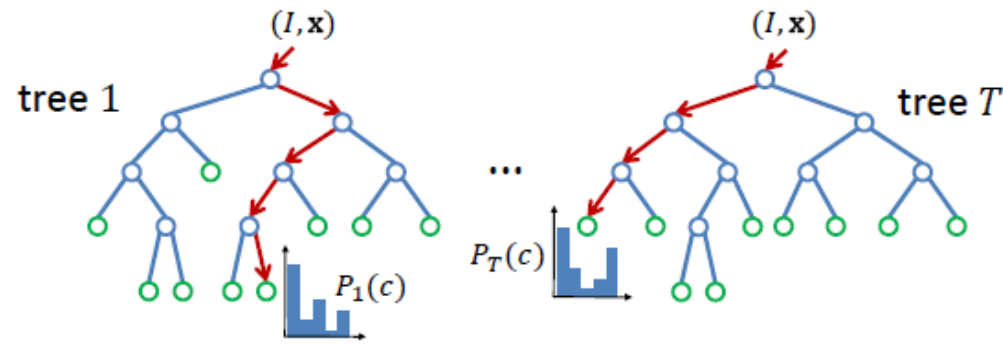 (I, x)
(I, x)
tree 1
tree T
...
P_T(c)
P_1(c)